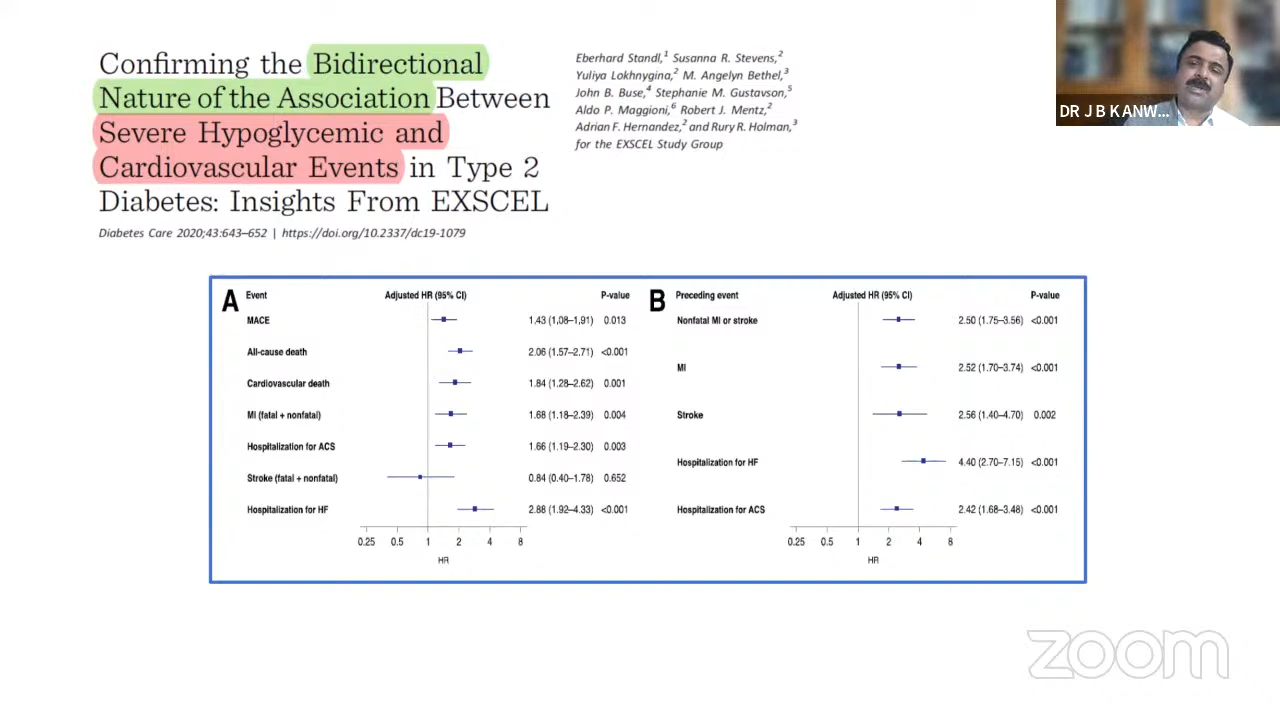 Confirming the Bidirectional
Nature of the Association Between
Severe Hypoglycemic and
Cardiovascular Events in Type 2
Diabetes: Insights From EXSCEL
Diabetes Care 2020;43:643–652 | https://doi.org/10.2337/dc19-1079
Eberhard Standl,1 Susanna R. Stevens,2
Yuliya Lokhnygina,2 M. Angelyn Bethel,3
John B. Buse,4 Stephanie M. Gustavson,5
Aldo P. Maggioni,6 Robert J. Mentz,2
Adrian F. Hernandez,2 and Rury R. Holman,3
for the EXSCEL Study Group
DR J B KANW...
A Event Adjusted HR (95% CI) P-value
MACE 1.43 (1.08–1.91) 0.013
All-cause death 2.06 (1.57–2.71) <0.001
Cardiovascular death 1.84 (1.28–2.62) 0.001
MI (fatal + nonfatal) 1.68 (1.18–2.39) 0.004
Hospitalization for ACS 1.66 (1.19–2.30) 0.003
Stroke (fatal + nonfatal) 0.84 (0.40–1.78) 0.652
Hospitalization for HF 2.88 (1.92–4.33) <0.001
0.25 0.5 1 2 4 8
HR
B Preceding event Adjusted HR (95% CI) P-value
Nonfatal MI or stroke 2.50 (1.75–3.56) <0.001
MI 2.52 (1.70–3.74) <0.001
Stroke 2.56 (1.40–4.70) 0.002
Hospitalization for HF 4.40 (2.70–7.15) <0.001
Hospitalization for ACS 2.42 (1.68–3.48) <0.001
0.25 0.5 1 2 4 8
HR
zoom